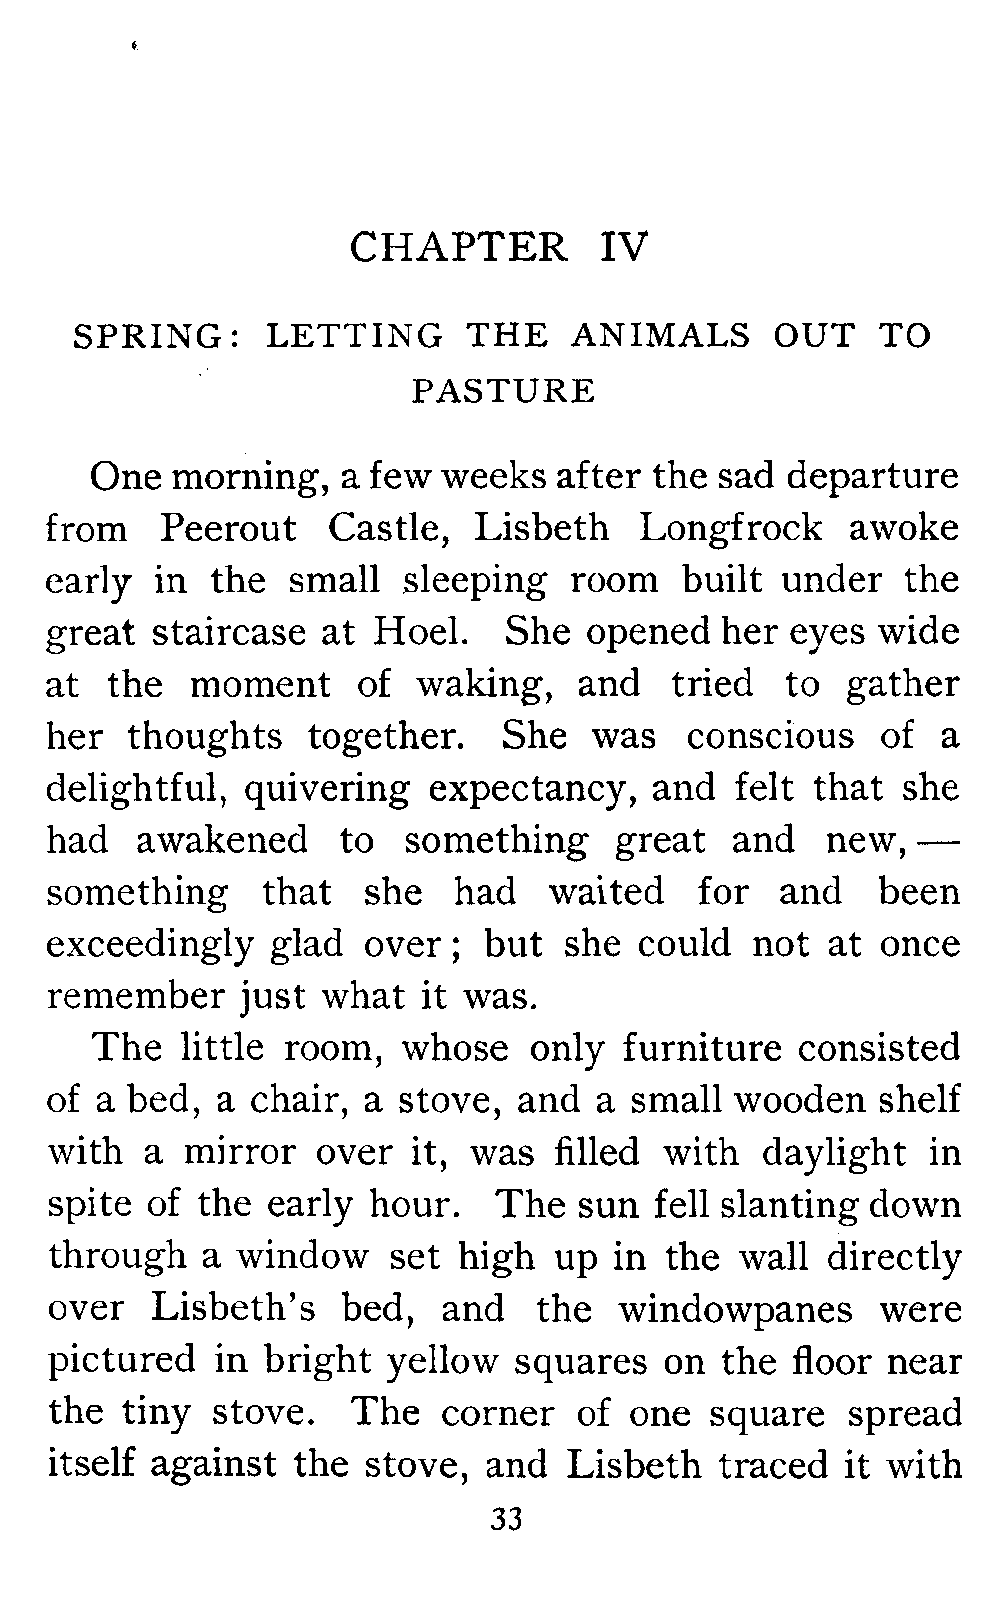 CHAPTER IV
SPRING: LETTING THE ANIMALS OUT TO
PASTURE
One morning, a few weeks after the sad departure
from Peerout Castle, Lisbeth Longfrock awoke
early in the small sleeping room built under the
great staircase at Hoel. She opened her eyes wide
at the moment of waking, and tried to gather
her thoughts together. She was conscious of a
delightful, quivering expectancy, and felt that she
had awakened to something great and new, —
something that she had waited for and been
exceedingly glad over; but she could not at once
remember just what it was.
The little room, whose only furniture consisted
of a bed, a chair, a stove, and a small wooden shelf
with a mirror over it, was filled with daylight in
spite of the early hour. The sun fell slanting down
through a window set high up in the wall directly
over Lisbeth's bed, and the windowpanes were
pictured in bright yellow squares on the floor near
the tiny stove. The corner of one square spread
itself against the stove, and Lisbeth traced it with
33